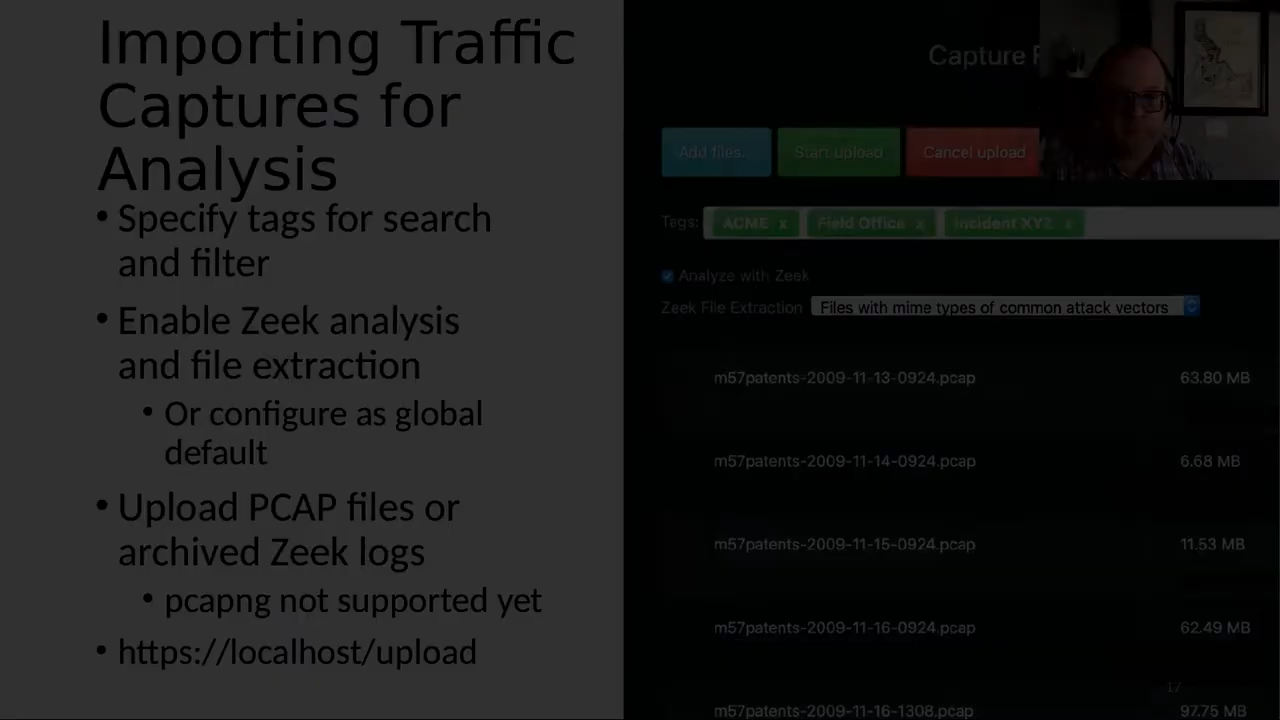 Importing Traffic
Captures for
Analysis
• Specify tags for search
and filter
• Enable Zeek analysis
and file extraction
• Or configure as global
default
• Upload PCAP files or
archived Zeek logs
• pcapng not supported yet
• https://localhost/upload
Capture
Add files...
Start upload
Cancel upload
Tags:
ACME x
Field Office x
Incident XYZ x
Analyze with Zeek
Zeek File Extraction
Files with mime types of common attack vectors
m57patents-2009-11-13-0924.pcap 63.80 MB
m57patents-2009-11-14-0924.pcap 6.68 MB
m57patents-2009-11-15-0924.pcap 11.53 MB
m57patents-2009-11-16-0924.pcap 62.49 MB
17
m57patents-2009-11-16-1308.pcap 97.75 MB